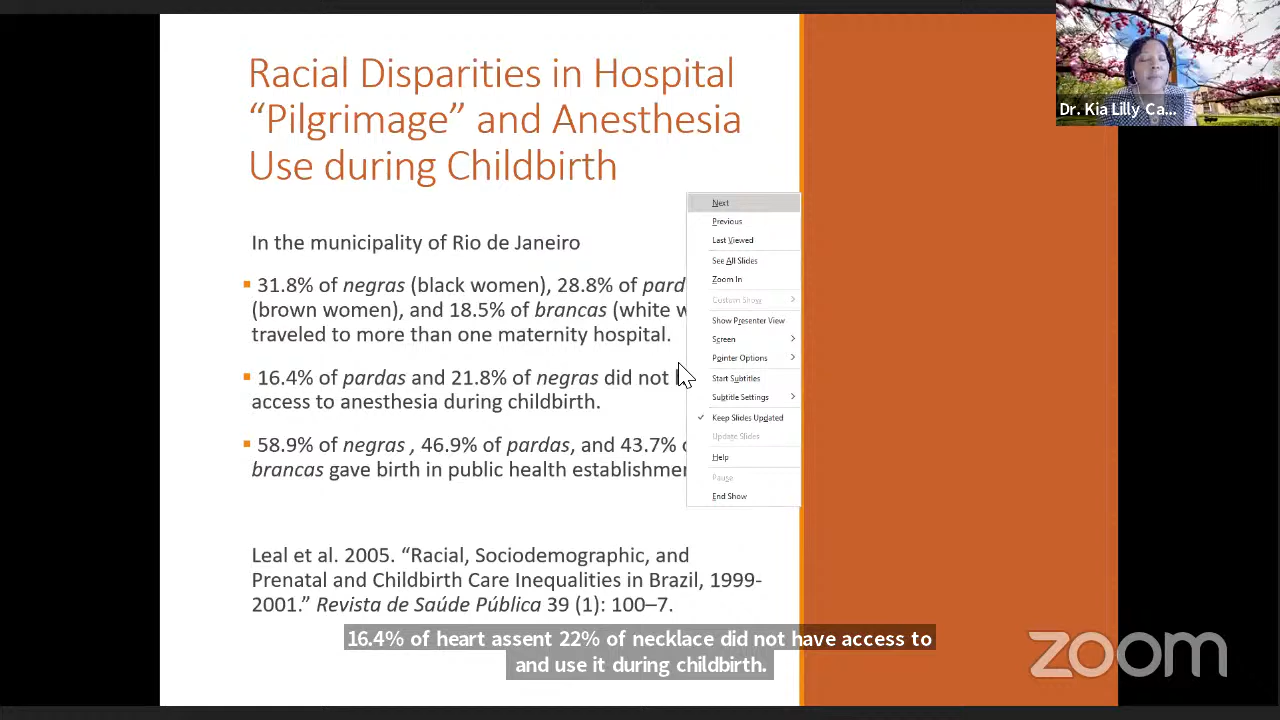 Racial Disparities in Hospital
“Pilgrimage” and Anesthesia
Use during Childbirth
In the municipality of Rio de Janeiro
31.8% of negras (black women), 28.8% of pard
(brown women), and 18.5% of brancas (white w
traveled to more than one maternity hospital.
16.4% of pardas and 21.8% of negras did not
access to anesthesia during childbirth.
58.9% of negras , 46.9% of pardas, and 43.7%
brancas gave birth in public health establishme
Leal et al. 2005. “Racial, Sociodemographic, and
Prenatal and Childbirth Care Inequalities in Brazil, 1999-
2001.” Revista de Saúde Pública 39 (1): 100–7.
Next
Previous
Last Viewed
See All Slides
Zoom In
Custom Show
Show Presenter View
Screen
Pointer Options
Start Subtitles
Subtitle Settings
Keep Slides Updated
Update Slides
Help
Pause
End Show
Dr. Kia Lilly Ca...
16.4% of heart assent 22% of necklace did not have access to
and use it during childbirth.
zoom